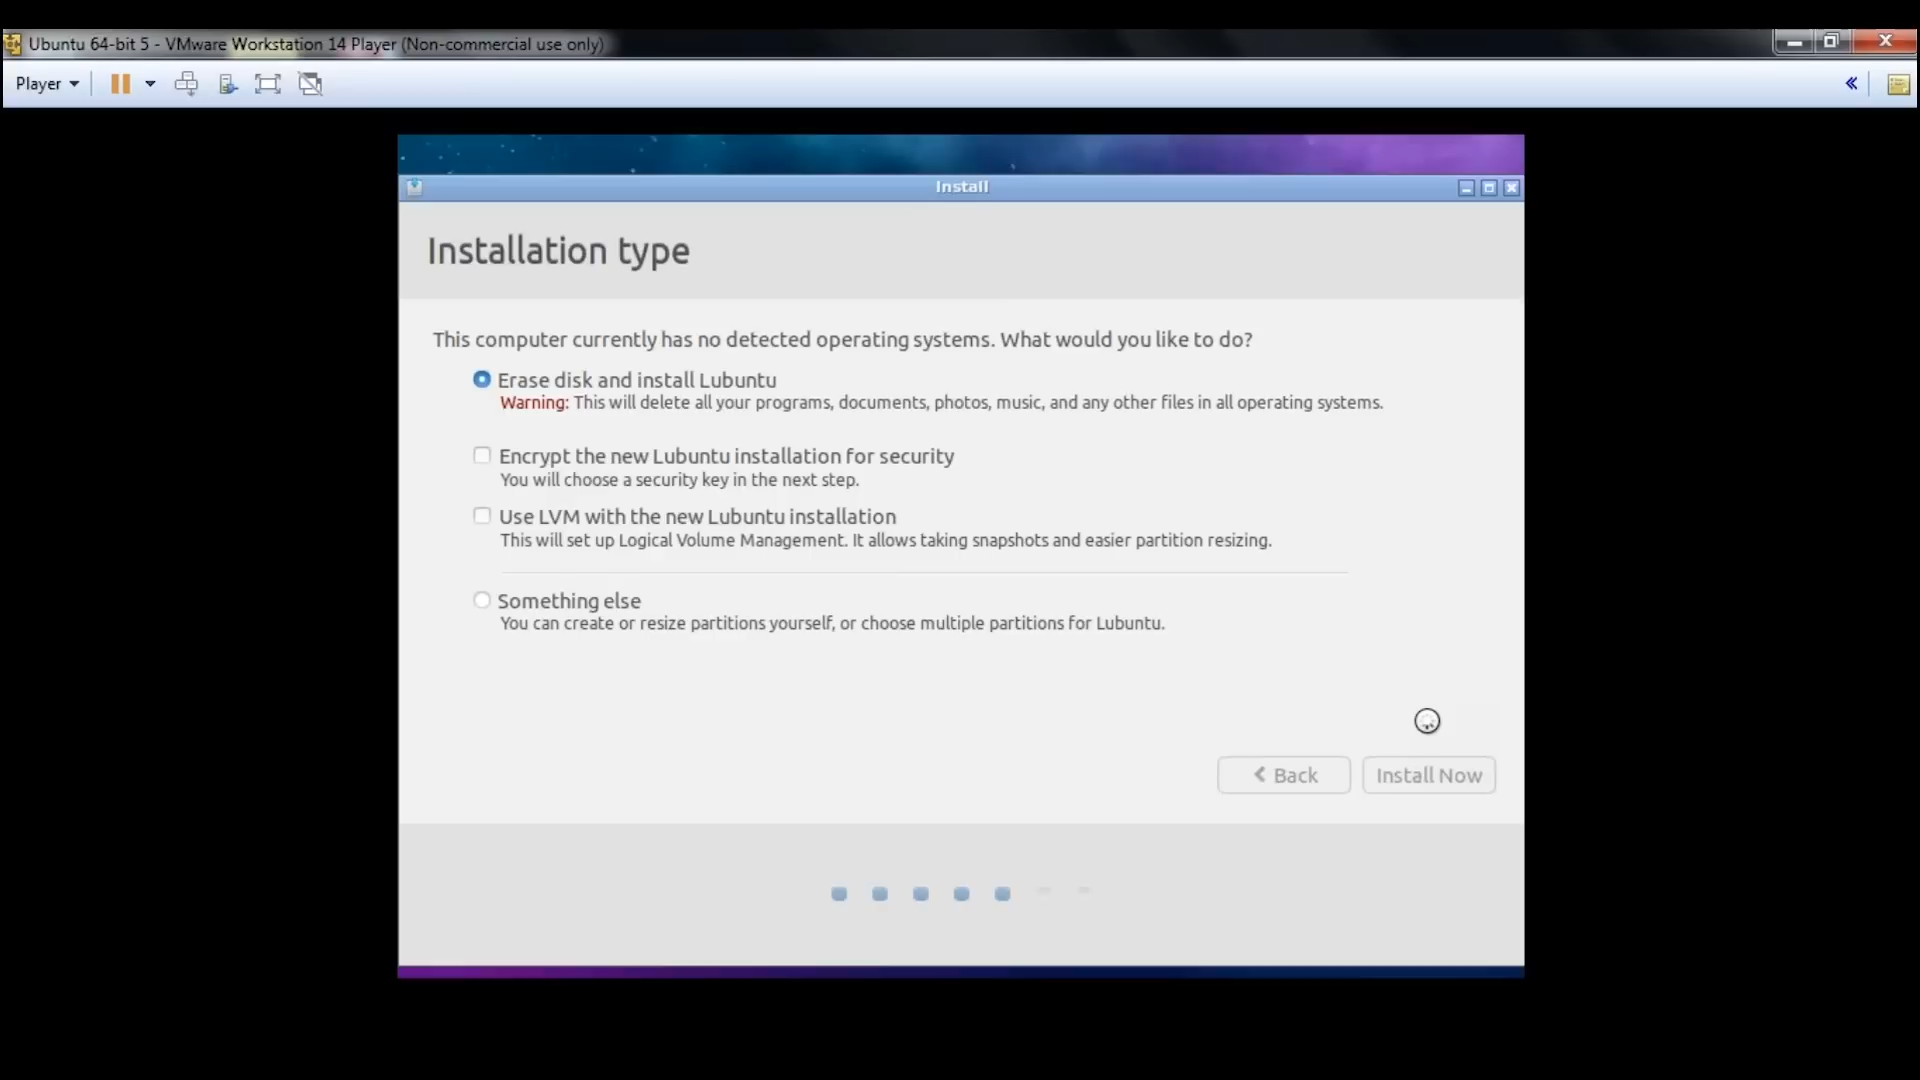 Ubuntu 64-bit 5 - VMware Workstation 14 Player (Non-commercial use only)
Player
Install
Installation type
This computer currently has no detected operating systems. What would you like to do?
Erase disk and install Lubuntu
Warning: This will delete all your programs, documents, photos, music, and any other files in all operating systems.
Encrypt the new Lubuntu installation for security
You will choose a security key in the next step.
Use LVM with the new Lubuntu installation
This will set up Logical Volume Management. It allows taking snapshots and easier partition resizing.
Something else
You can create or resize partitions yourself, or choose multiple partitions for Lubuntu.
Back Install Now